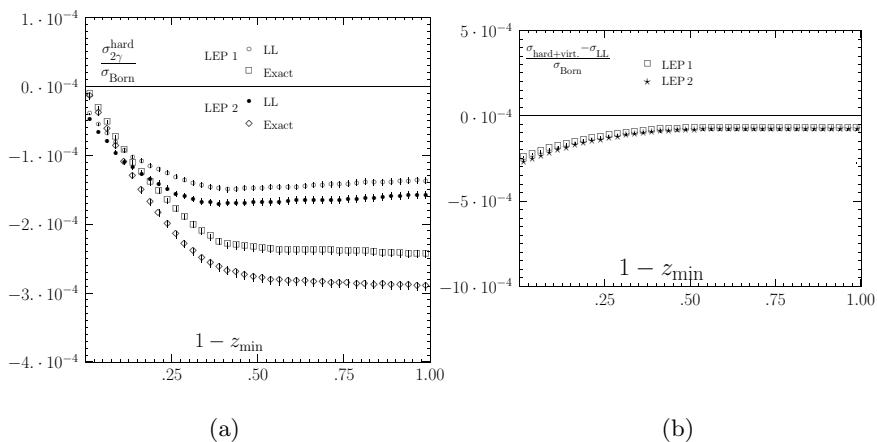 1. · 10⁻⁴
0. · 10⁻⁴
−1. · 10⁻⁴
−2. · 10⁻⁴
−3. · 10⁻⁴
−4. · 10⁻⁴
σ^hard_2γ
σ_Born
LEP 1
LL
Exact
LEP 2
LL
Exact
1 − z_min
.25
.50
.75
1.00
(a)
5 · 10⁻⁴
0 · 10⁻⁴
−5 · 10⁻⁴
−10 · 10⁻⁴
σ_hard+virt. − σ_LL
σ_Born
LEP 1
LEP 2
1 − z_min
.25
.50
.75
1.00
(b)